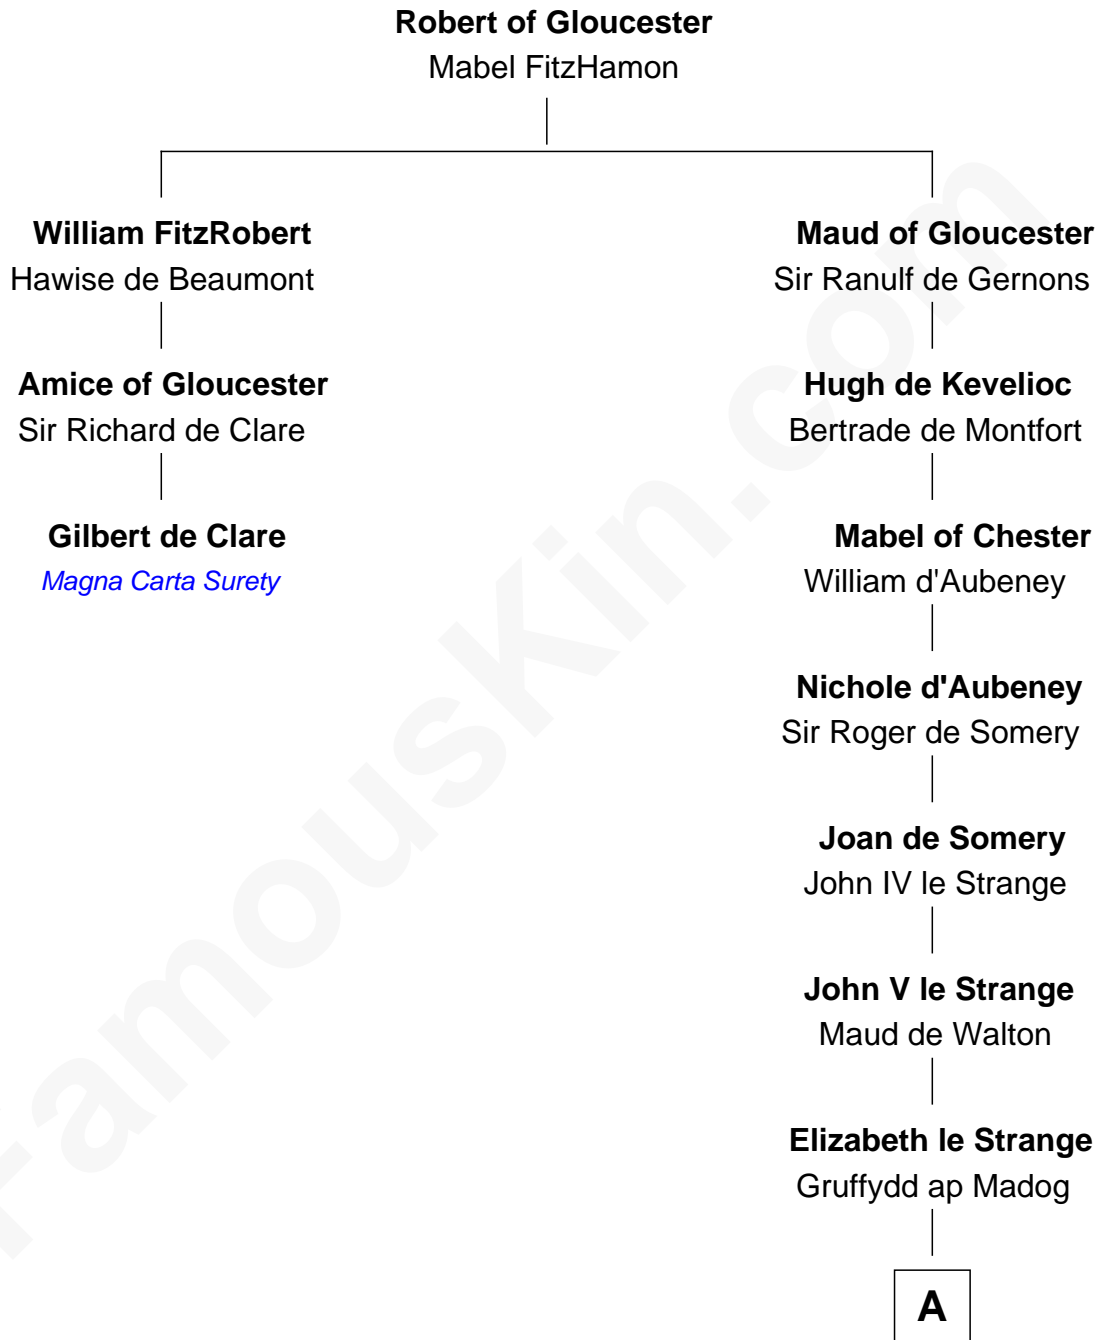 Robert of Gloucester
Mabel FitzHamon
William FitzRobert
Hawise de Beaumont
Amice of Gloucester
Sir Richard de Clare
Gilbert de Clare
Magna Carta Surety
Maud of Gloucester
Sir Ranulf de Gernons
Hugh de Kevelioc
Bertrade de Montfort
Mabel of Chester
William d'Aubeney
Nichole d'Aubeney
Sir Roger de Somery
Joan de Somery
John IV le Strange
John V le Strange
Maud de Walton
Elizabeth le Strange
Gruffydd ap Madog
A
FamousKin.com